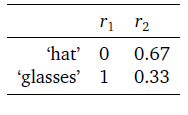 r₁ r₂
‘hat’ 0 0.67
‘glasses’ 1 0.33